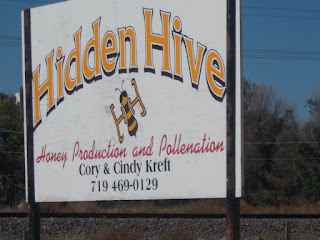 Hidden Hive
H H
Honey Production and Pollenation
Cory & Cindy Kreft
719 469-0129